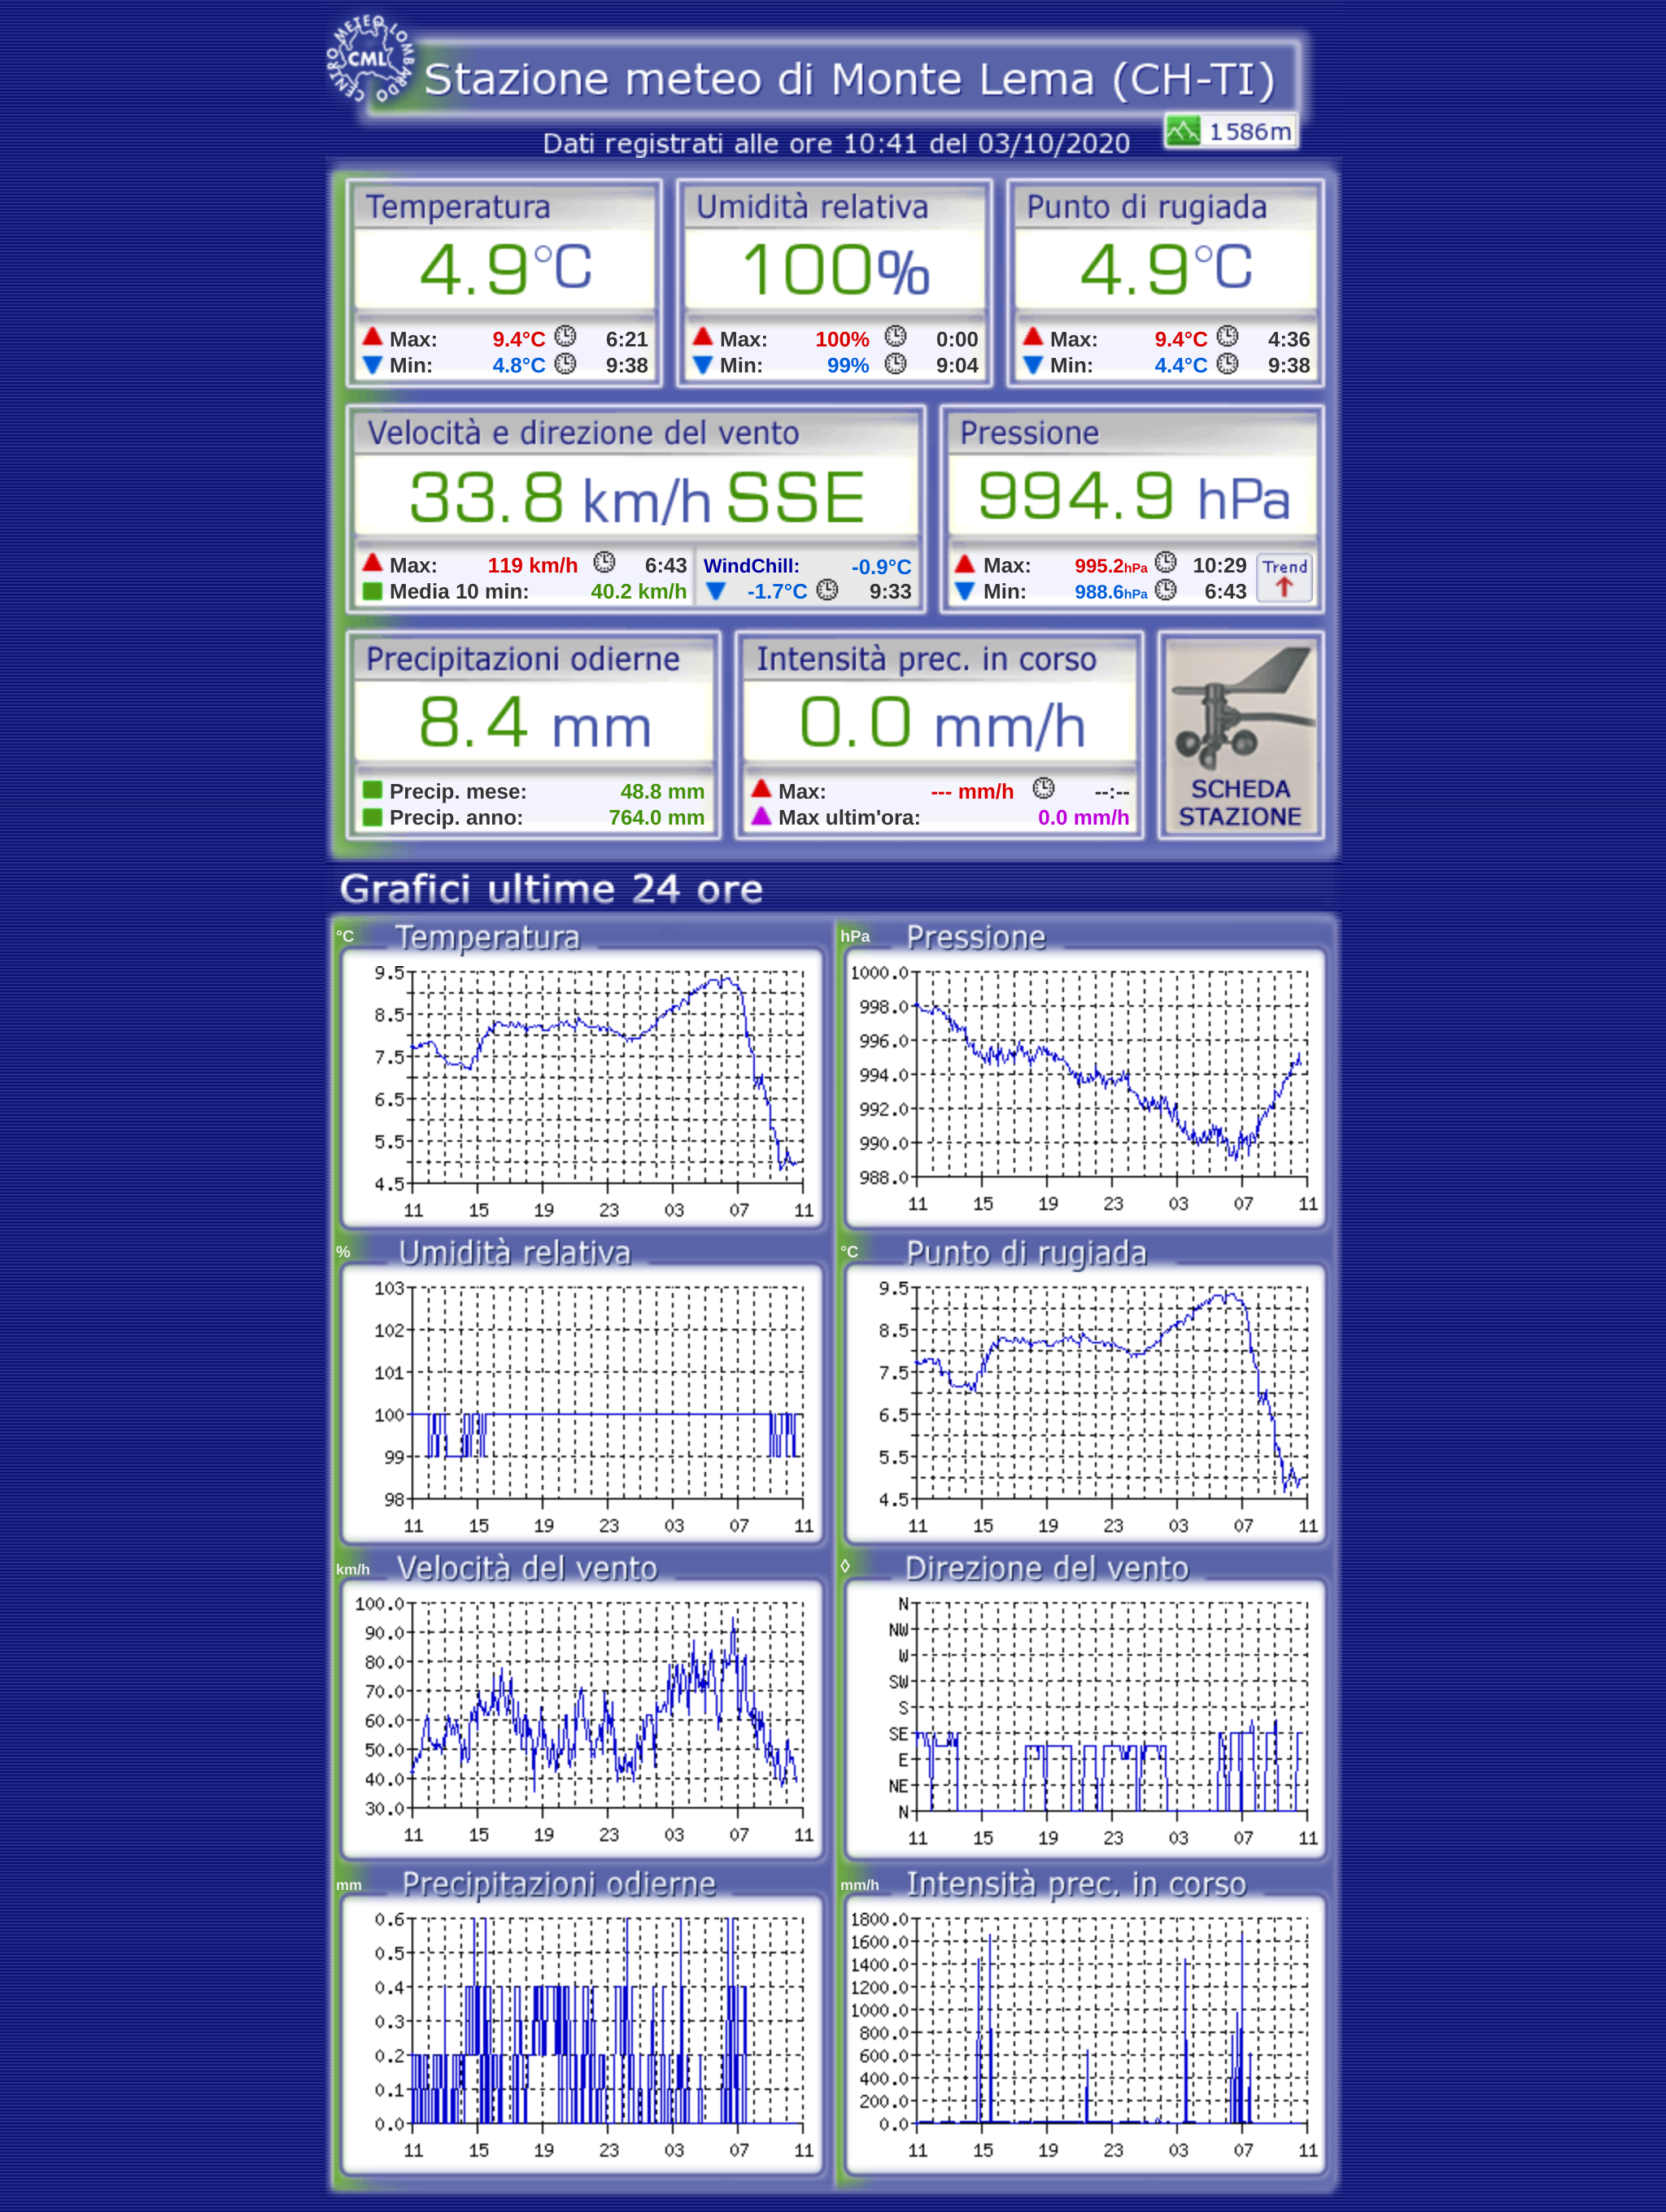 CENTRO METEO LOMBARDO
CML
Stazione meteo di Monte Lema (CH-TI)
Dati registrati alle ore 10:41 del 03/10/2020
1586m
Temperatura
4.9°C
Max: 9.4°C 6:21
Min: 4.8°C 9:38
Umidità relativa
100%
Max: 100% 0:00
Min: 99% 9:04
Punto di rugiada
4.9°C
Max: 9.4°C 4:36
Min: 4.4°C 9:38
Velocità e direzione del vento
33.8 km/h SSE
Max: 119 km/h 6:43
Media 10 min: 40.2 km/h
WindChill: -0.9°C
-1.7°C 9:33
Pressione
994.9 hPa
Max: 995.2hPa 10:29
Min: 988.6hPa 6:43
Trend
Precipitazioni odierne
8.4 mm
Precip. mese: 48.8 mm
Precip. anno: 764.0 mm
Intensità prec. in corso
0.0 mm/h
Max: --- mm/h --:--
Max ultim'ora: 0.0 mm/h
SCHEDA
STAZIONE
Grafici ultime 24 ore
°C Temperatura
9.5
8.5
7.5
6.5
5.5
4.5
11 15 19 23 03 07 11
hPa Pressione
1000.0
998.0
996.0
994.0
992.0
990.0
988.0
11 15 19 23 03 07 11
% Umidità relativa
103
102
101
100
99
98
11 15 19 23 03 07 11
°C Punto di rugiada
9.5
8.5
7.5
6.5
5.5
4.5
11 15 19 23 03 07 11
km/h Velocità del vento
100.0
90.0
80.0
70.0
60.0
50.0
40.0
30.0
11 15 19 23 03 07 11
◊ Direzione del vento
N
NW
W
SW
S
SE
E
NE
N
11 15 19 23 03 07 11
mm Precipitazioni odierne
0.6
0.5
0.4
0.3
0.2
0.1
0.0
11 15 19 23 03 07 11
mm/h Intensità prec. in corso
1800.0
1600.0
1400.0
1200.0
1000.0
800.0
600.0
400.0
200.0
0.0
11 15 19 23 03 07 11